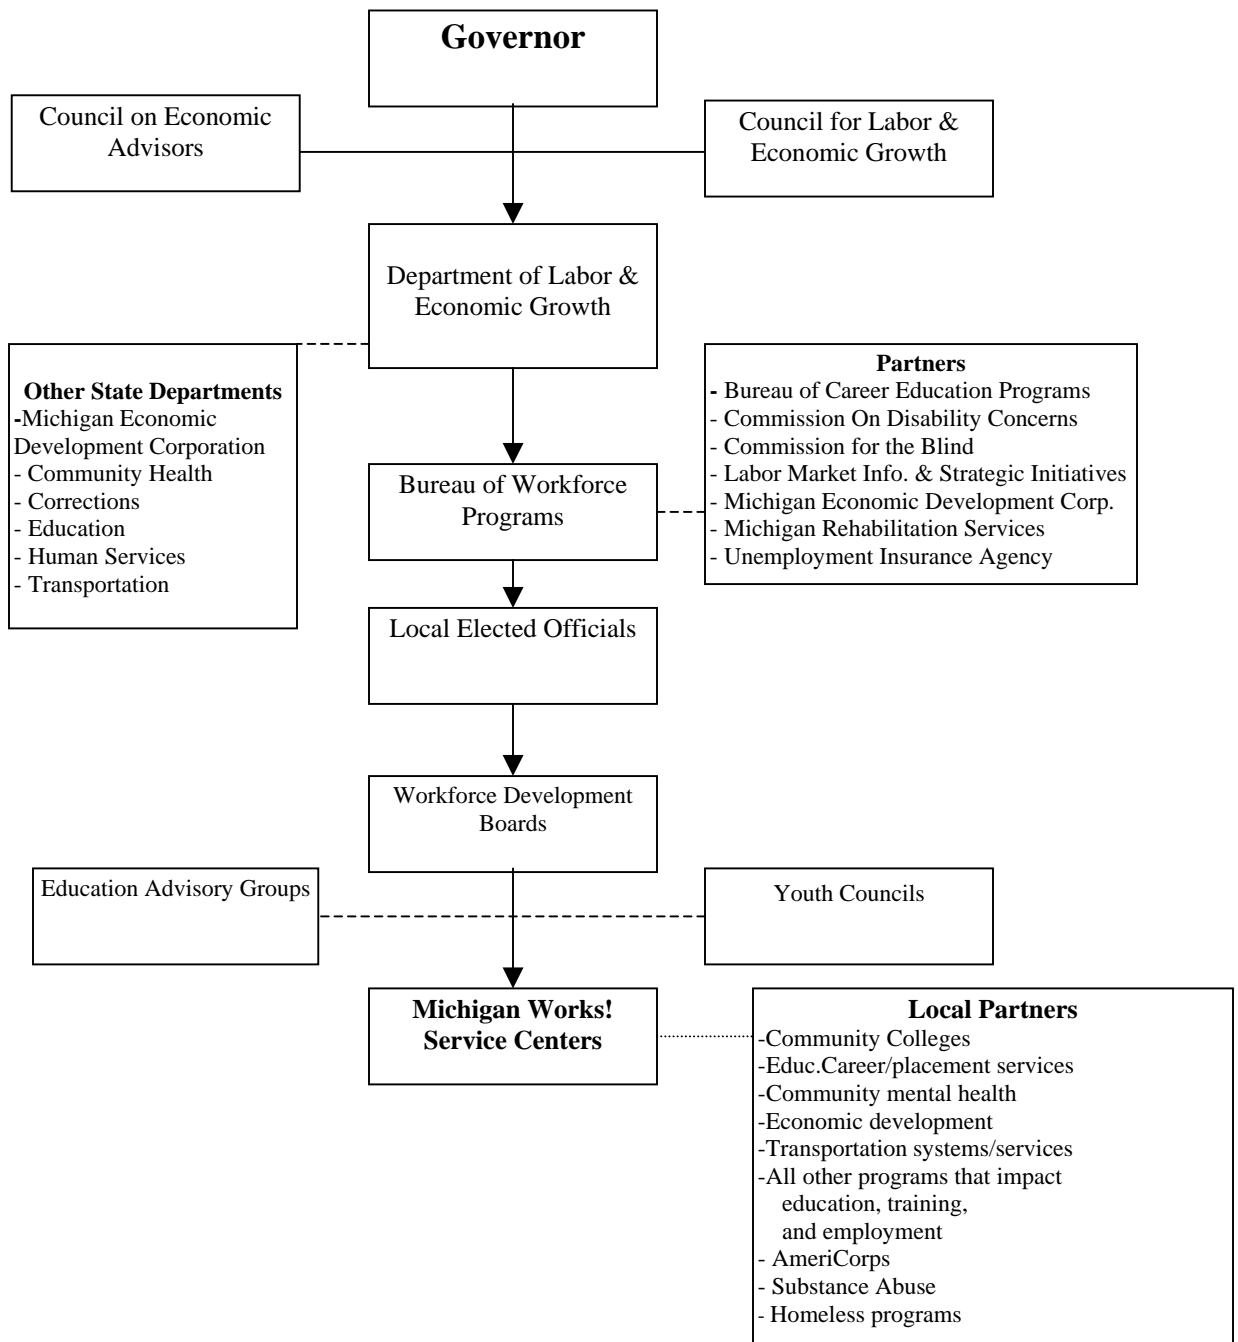 Governor
Council on Economic
Advisors
Council for Labor &
Economic Growth
Department of Labor &
Economic Growth
Other State Departments
-Michigan Economic
Development Corporation
- Community Health
- Corrections
- Education
- Human Services
- Transportation
Partners
- Bureau of Career Education Programs
- Commission On Disability Concerns
- Commission for the Blind
- Labor Market Info. & Strategic Initiatives
- Michigan Economic Development Corp.
- Michigan Rehabilitation Services
- Unemployment Insurance Agency
Bureau of Workforce
Programs
Local Elected Officials
Workforce Development
Boards
Education Advisory Groups
Youth Councils
Michigan Works!
Service Centers
Local Partners
-Community Colleges
-Educ.Career/placement services
-Community mental health
-Economic development
-Transportation systems/services
-All other programs that impact
education, training,
and employment
- AmeriCorps
- Substance Abuse
- Homeless programs